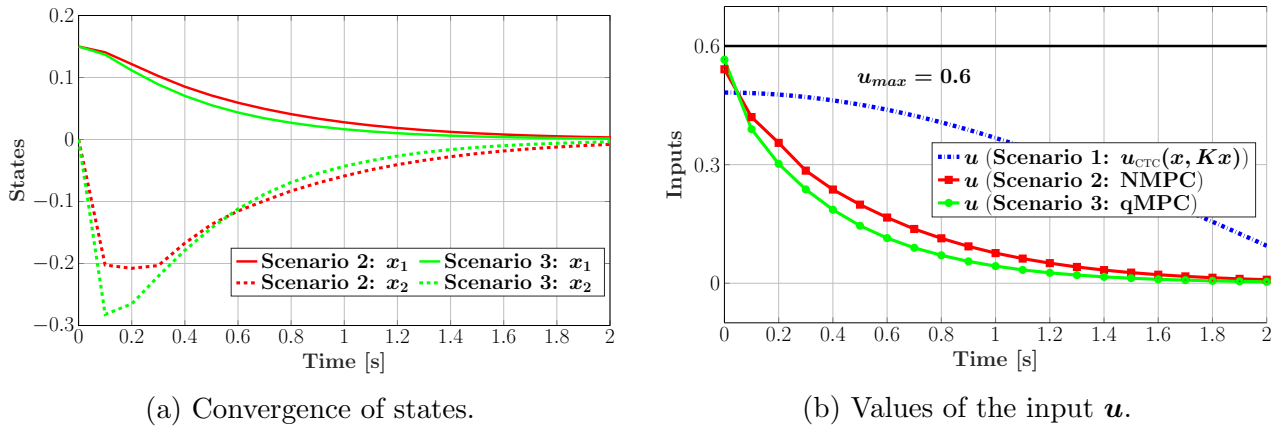 0.2
0.1
0
−0.1
−0.2
−0.3
States
Scenario 2: x₁
Scenario 3: x₁
Scenario 2: x₂
Scenario 3: x₂
0 0.2 0.4 0.6 0.8 1 1.2 1.4 1.6 1.8 2
Time [s]
(a) Convergence of states.
0.6
0.3
0
Inputs
u_max = 0.6
u (Scenario 1: u_CTC(x, Kx))
u (Scenario 2: NMPC)
u (Scenario 3: qMPC)
0 0.2 0.4 0.6 0.8 1 1.2 1.4 1.6 1.8 2
Time [s]
(b) Values of the input u.